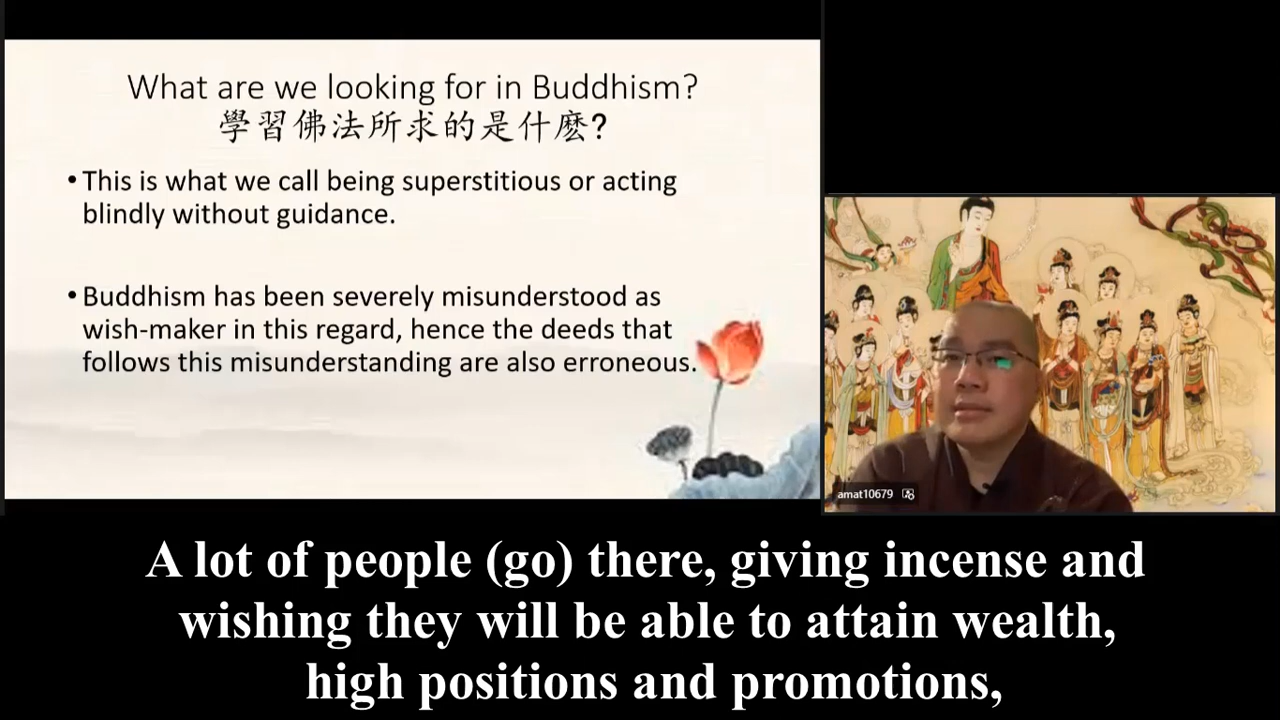 What are we looking for in Buddhism?
學習佛法所求的是什麼?
•This is what we call being superstitious or acting
blindly without guidance.
•Buddhism has been severely misunderstood as
wish-maker in this regard, hence the deeds that
follows this misunderstanding are also erroneous.
amat10679
A lot of people (go) there, giving incense and
wishing they will be able to attain wealth,
high positions and promotions,